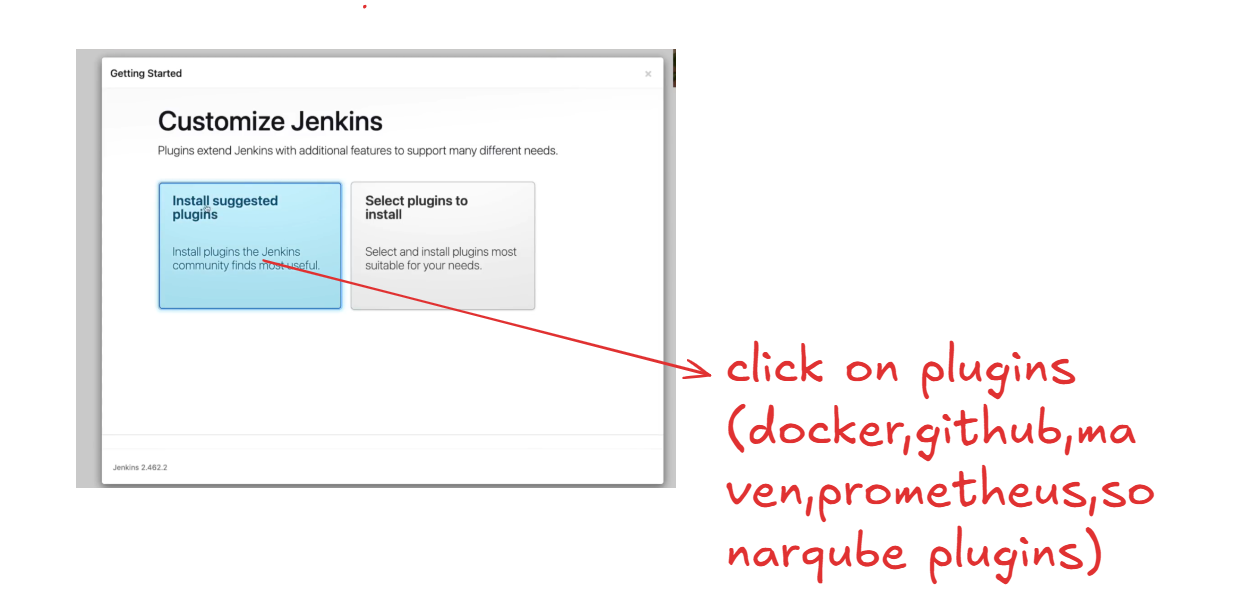 Getting Started
Customize Jenkins
Plugins extend Jenkins with additional features to support many different needs.
Install suggested
plugins
Install plugins the Jenkins
community finds most useful.
Select plugins to
install
Select and install plugins most
suitable for your needs.
Jenkins 2.462.2
click on plugins
(docker,github,ma
ven,prometheus,so
narqube plugins)